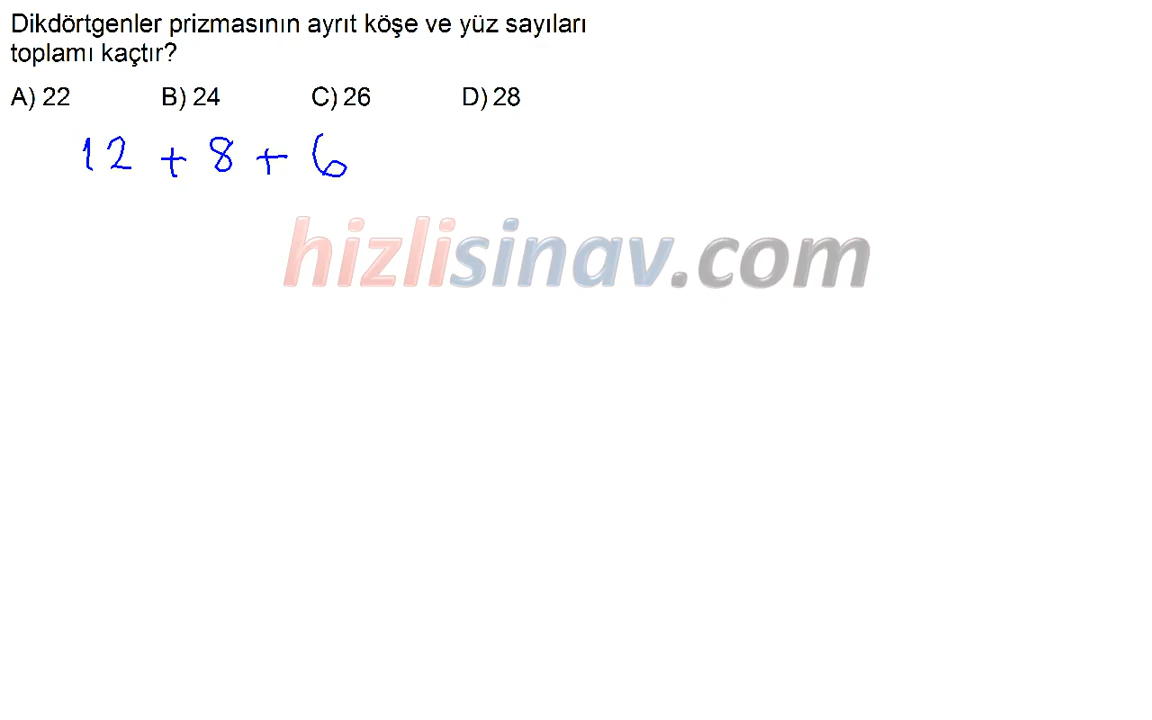 Dikdörtgenler prizmasının ayrıt köşe ve yüz sayıları
toplamı kaçtır?
A) 22 B) 24 C) 26 D) 28
12 + 8 + 6
hizlisinav.com